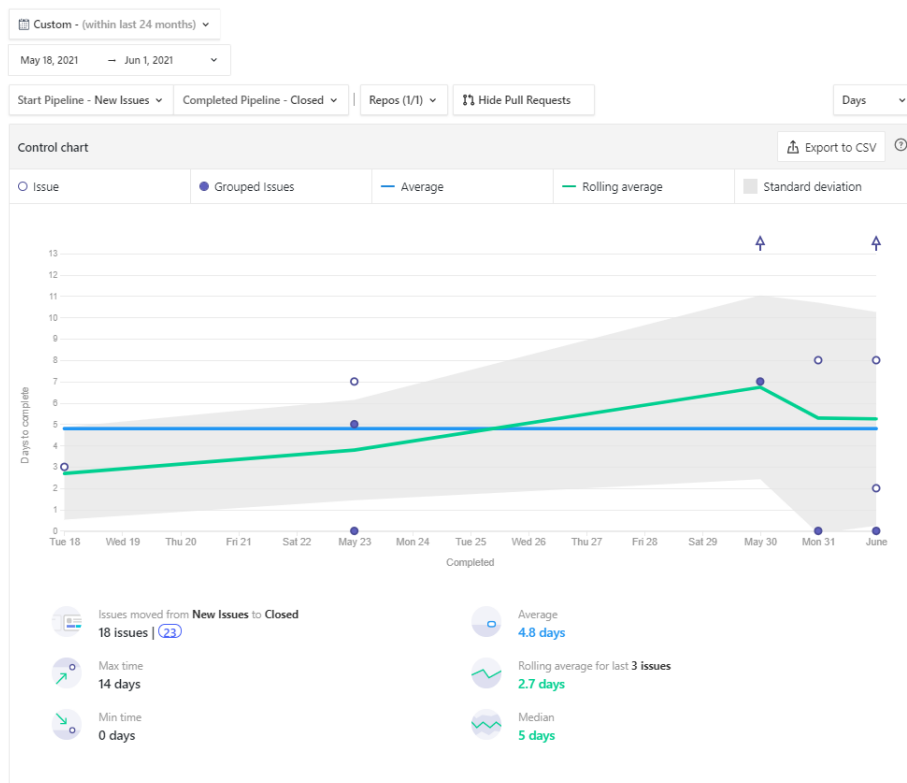 Custom - (within last 24 months)
May 18, 2021 → Jun 1, 2021
Start Pipeline - New Issues
Completed Pipeline - Closed
Repos (1/1)
Hide Pull Requests
Days
Control chart
Export to CSV
?
Issue
Grouped Issues
Average
Rolling average
Standard deviation
13
12
11
10
9
8
7
6
5
4
3
2
1
0
Days to complete
Tue 18
Wed 19
Thu 20
Fri 21
Sat 22
May 23
Mon 24
Tue 25
Wed 26
Thu 27
Fri 28
Sat 29
May 30
Mon 31
June
Completed
Issues moved from New Issues to Closed
18 issues | 23
Max time
14 days
Min time
0 days
Average
4.8 days
Rolling average for last 3 issues
2.7 days
Median
5 days